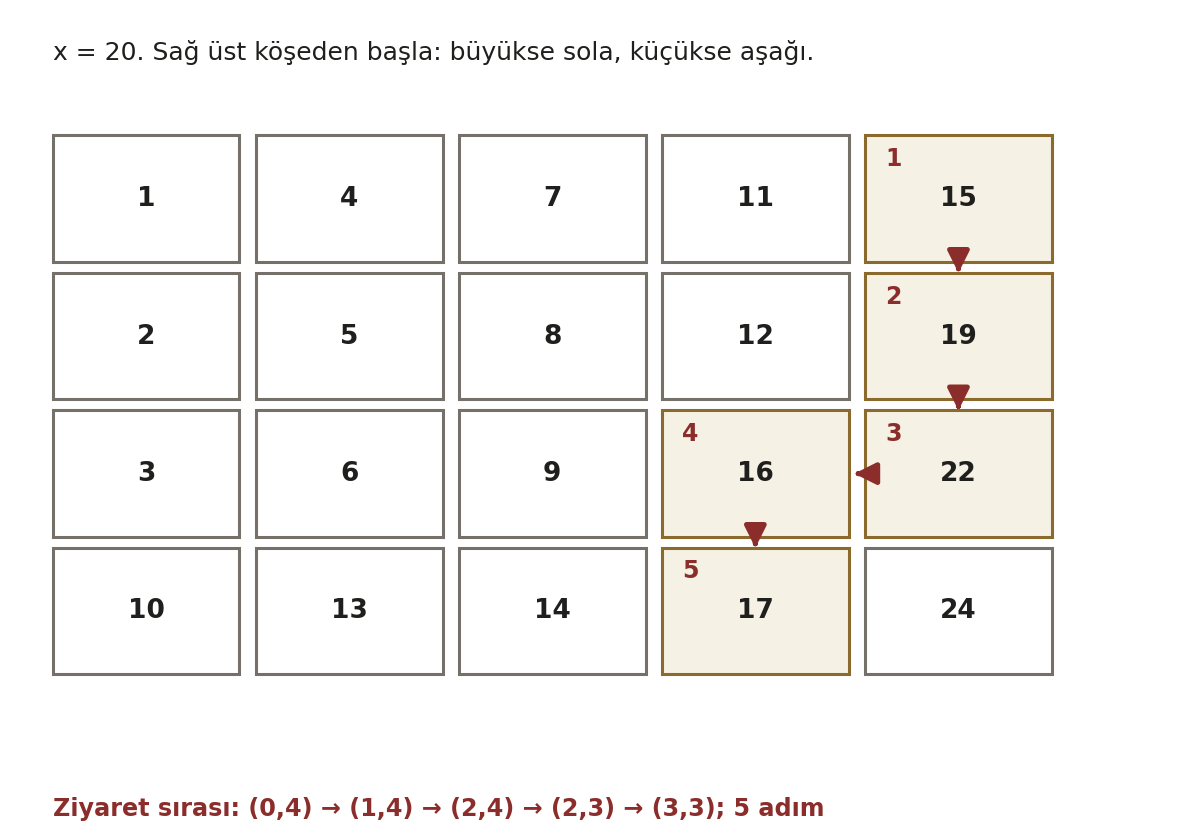 x = 20. Sağ üst köşeden başla: büyükse sola, küçükse aşağı.
1 4 7 11 1 15
2 5 8 12 2 19
3 6 9 4 16 3 22
10 13 14 5 17 24
Ziyaret sırası: (0,4) → (1,4) → (2,4) → (2,3) → (3,3); 5 adım